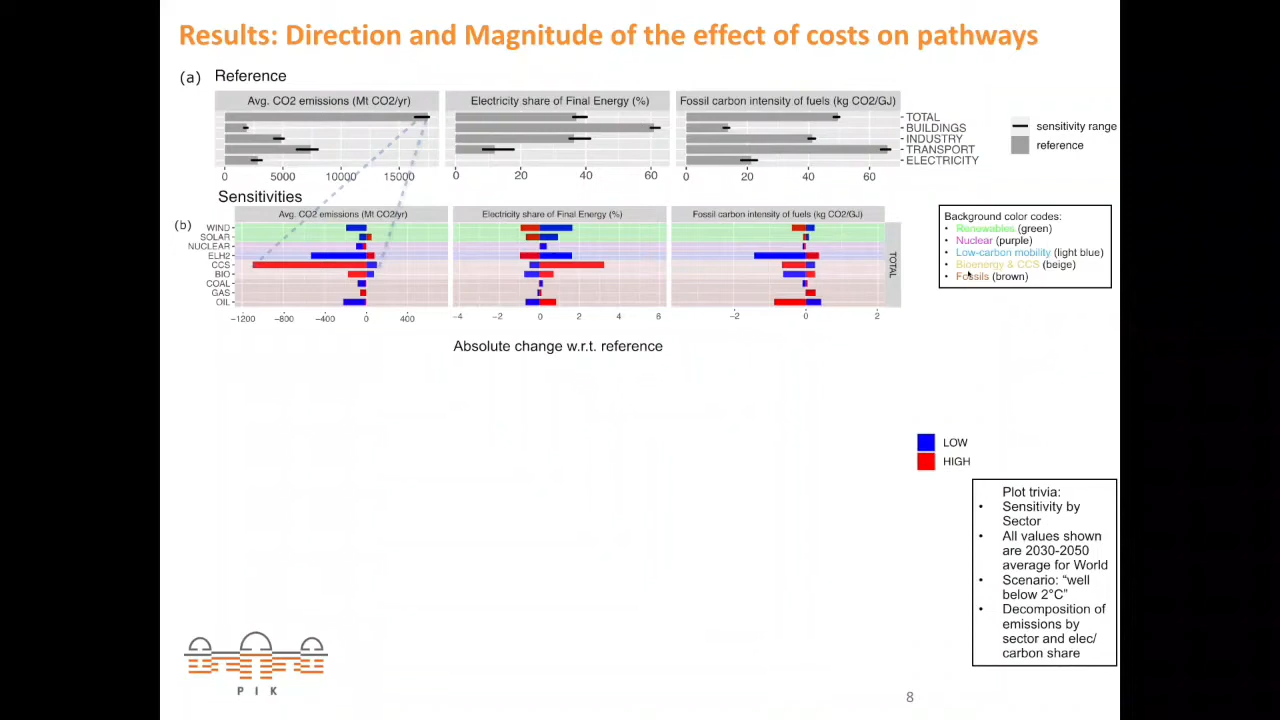 Results: Direction and Magnitude of the effect of costs on pathways
(a) Reference
Avg. CO2 emissions (Mt CO2/yr)
Electricity share of Final Energy (%)
Fossil carbon intensity of fuels (kg CO2/GJ)
TOTAL
BUILDINGS
INDUSTRY
TRANSPORT
ELECTRICITY
0 5000 10000 15000
0 20 40 60
0 20 40 60
sensitivity range
reference
Sensitivities
(b)
Avg. CO2 emissions (Mt CO2/yr)
Electricity share of Final Energy (%)
Fossil carbon intensity of fuels (kg CO2/GJ)
WIND
SOLAR
NUCLEAR
ELH2
CCS
BIO
COAL
GAS
OIL
TOTAL
−1200 −800 −400 0 400
−4 −2 0 2 4 6
−2 0 2
Absolute change w.r.t. reference
Background color codes:
• Renewables (green)
• Nuclear (purple)
• Low-carbon mobility (light blue)
• Bioenergy & CCS (beige)
• Fossils (brown)
LOW
HIGH
Plot trivia:
• Sensitivity by
Sector
• All values shown
are 2030-2050
average for World
• Scenario: “well
below 2°C”
• Decomposition of
emissions by
sector and elec/
carbon share
P I K
8